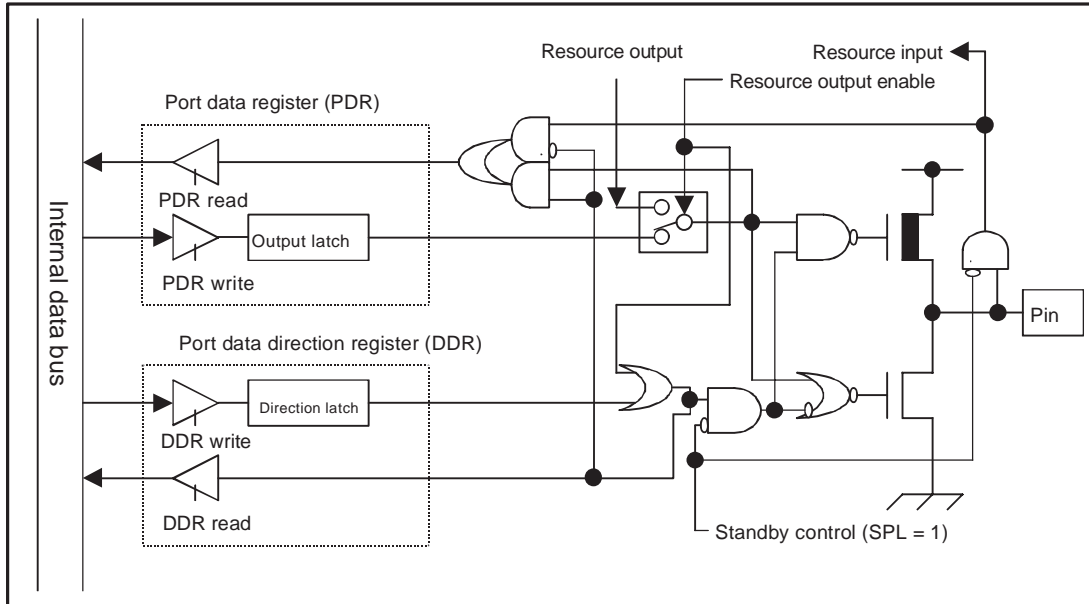 Resource output
Resource input
Resource output enable
Port data register (PDR)
PDR read
Output latch
PDR write
Internal data bus
Pin
Port data direction register (DDR)
Direction latch
DDR write
DDR read
Standby control (SPL = 1)